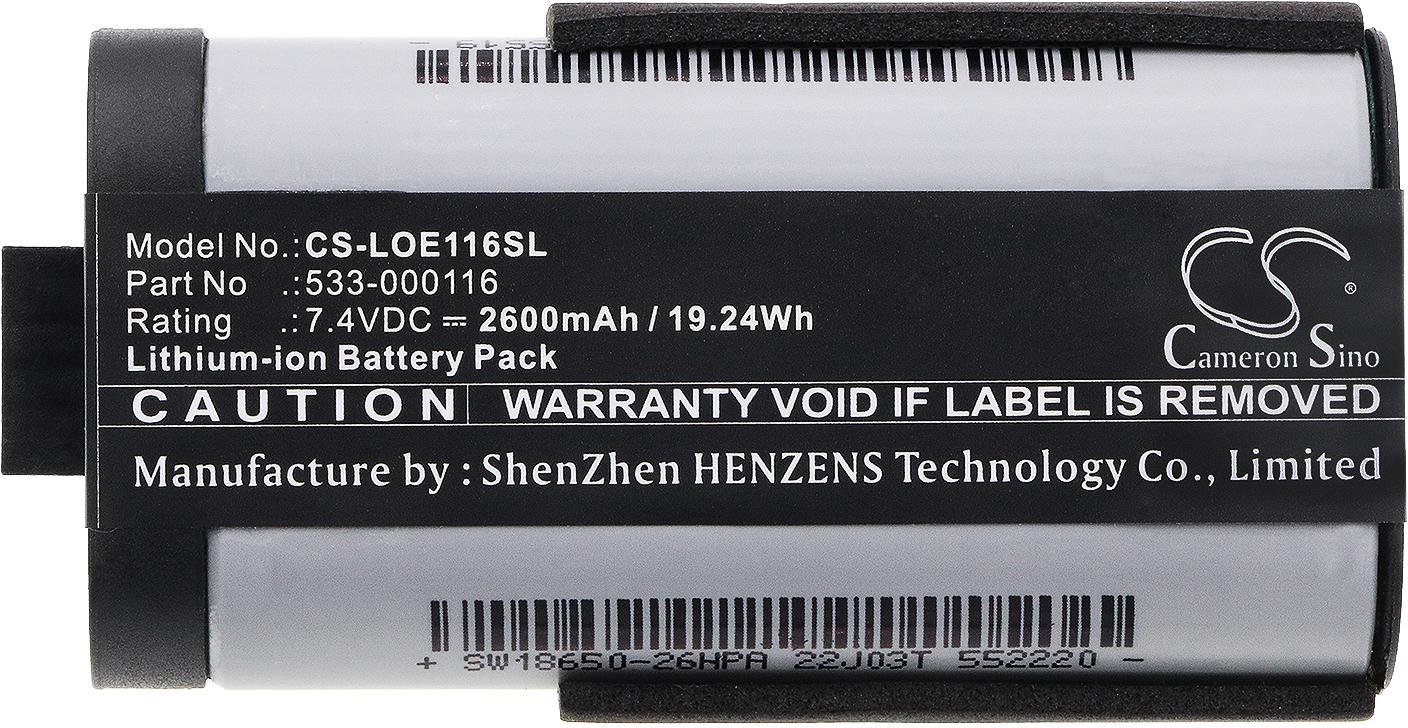 Model No.:CS-LOE116SL
Part No .:533-000116
Rating .:7.4VDC ⎓ 2600mAh / 19.24Wh
Lithium-ion Battery Pack
® Cameron Sino
CAUTION WARRANTY VOID IF LABEL IS REMOVED
Manufacture by : ShenZhen HENZENS Technology Co., Limited
+ SW18650-26HPA 22J03T 552220 -